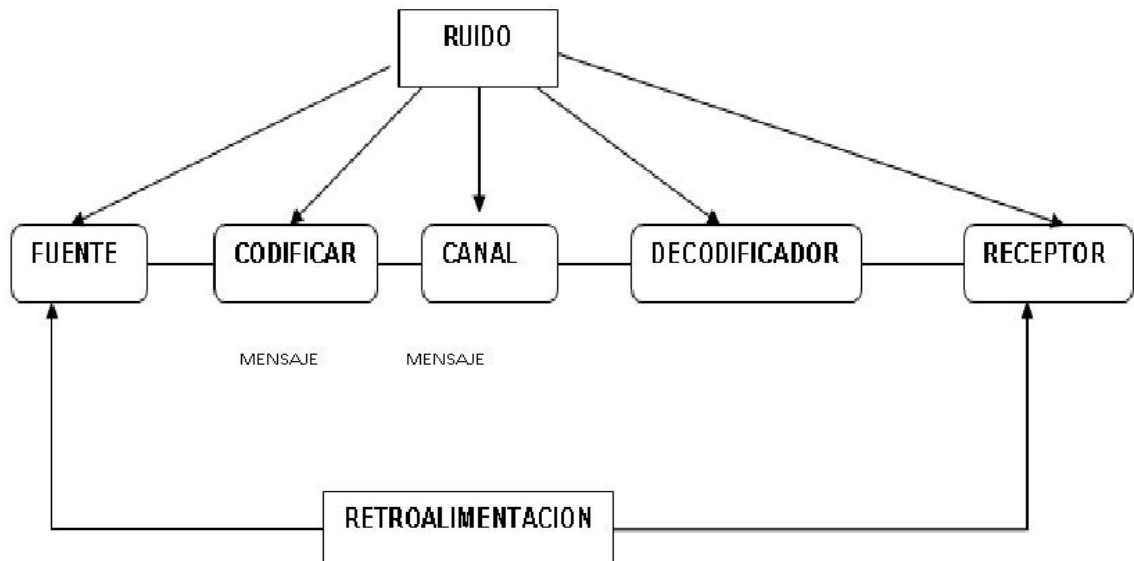 RUIDO
FUENTE
CODIFICAR
CANAL
DECODIFICADOR
RECEPTOR
MENSAJE
MENSAJE
RETROALIMENTACION